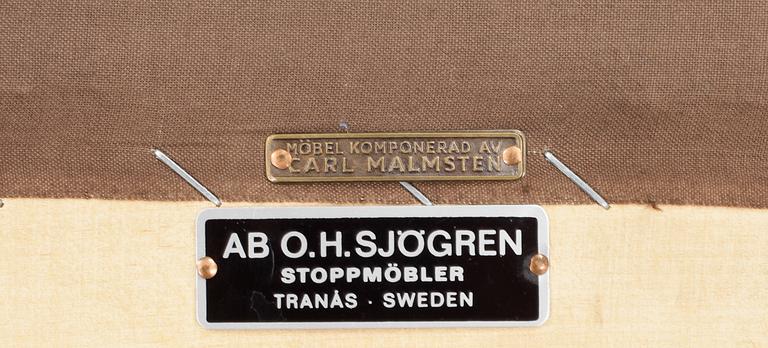 MÖBEL KOMPONERAD AV
CARL MALMSTEN
AB O.H. SJÖGREN
STOPPMÖBLER
TRANÅS · SWEDEN